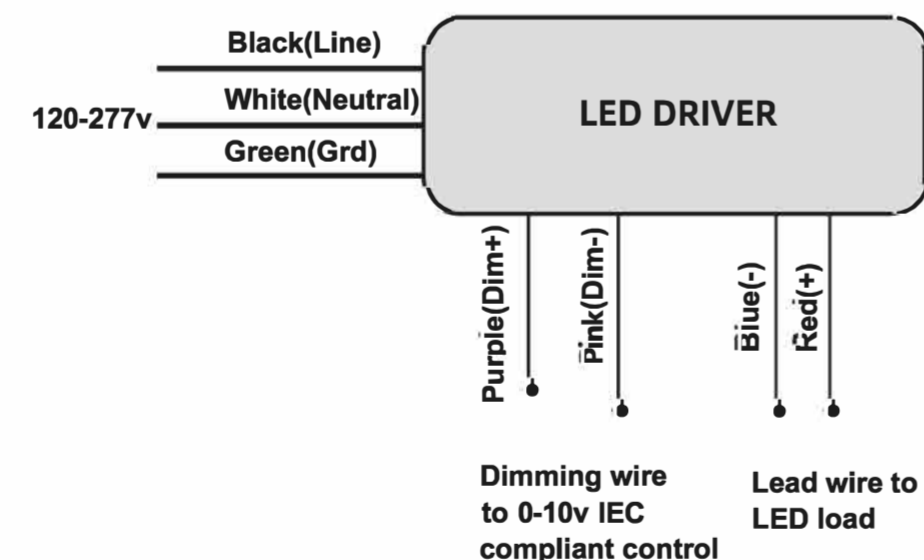 Black(Line)
White(Neutral)
120-277v
Green(Grd)
LED DRIVER
Purple(Dim+)
Pink(Dim-)
Blue(-)
Red(+)
Dimming wire
to 0-10v IEC
compliant control
Lead wire to
LED load